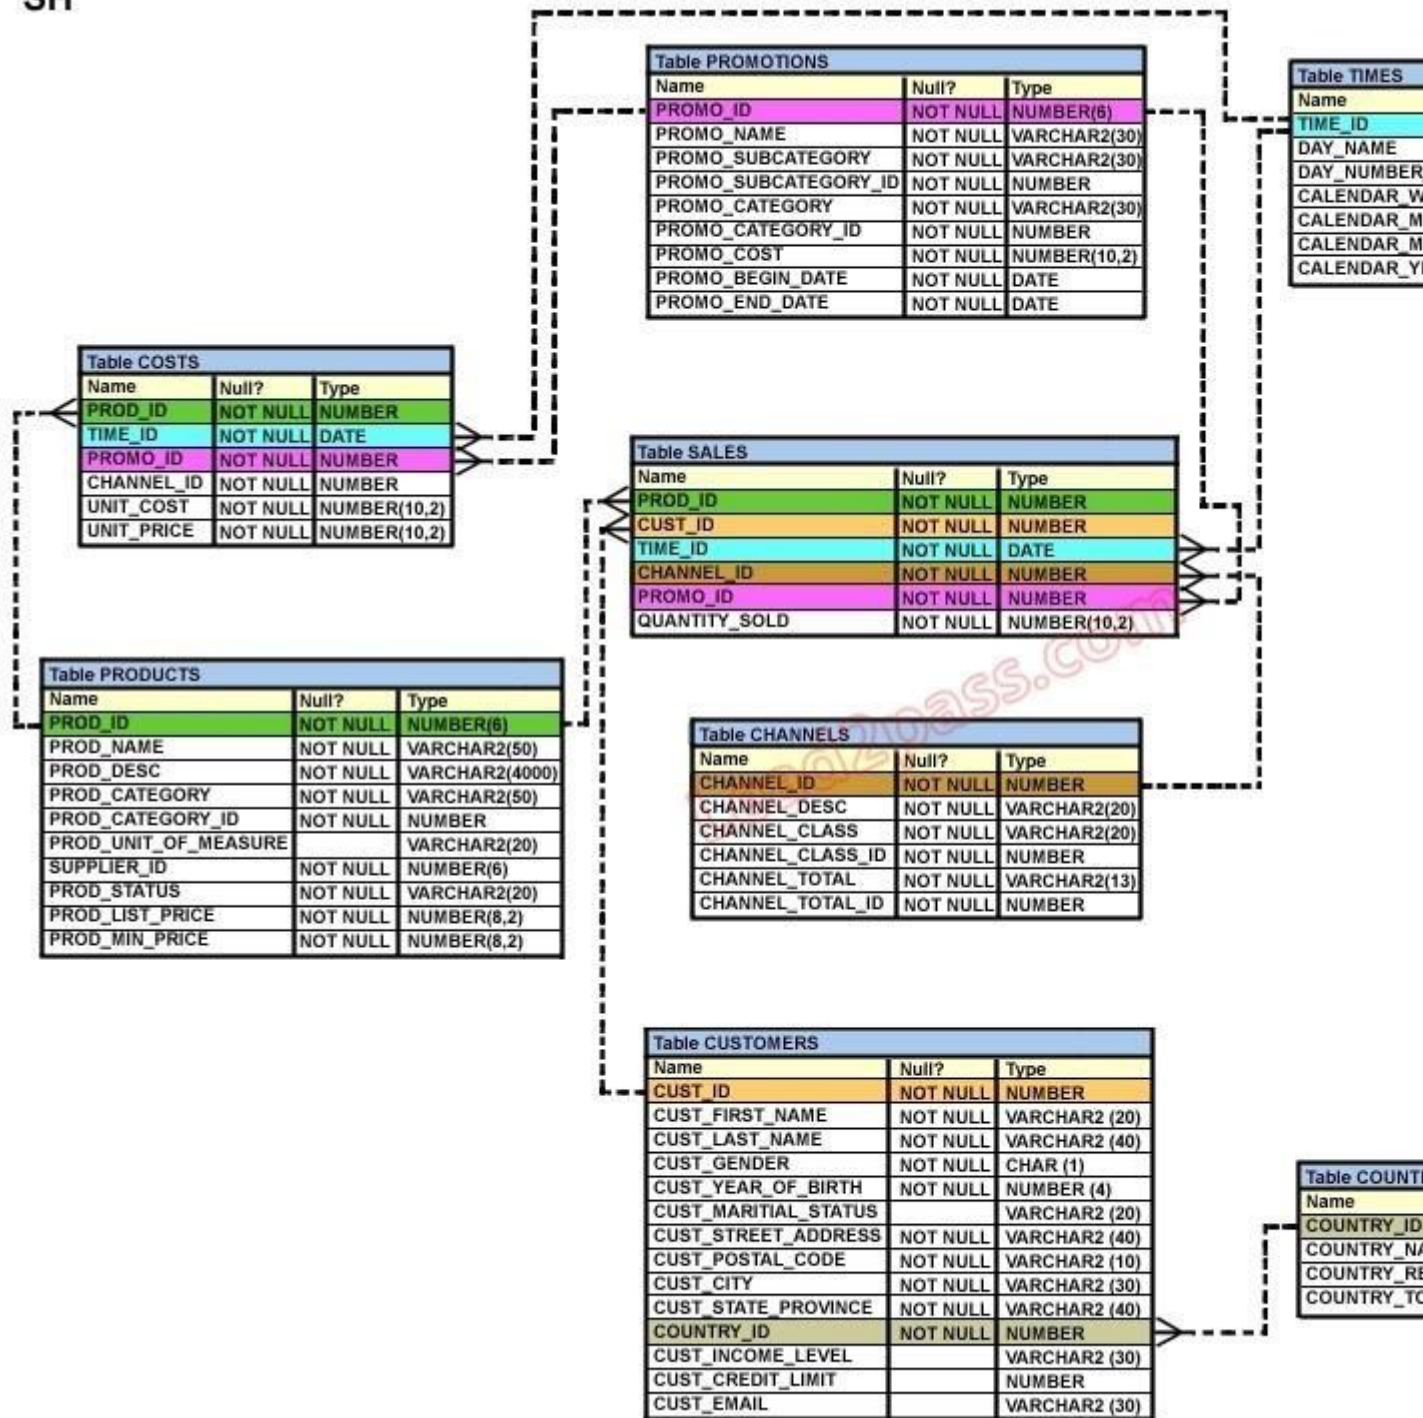 SH
Table PROMOTIONS
Name Null? Type
PROMO_ID NOT NULL NUMBER(6)
PROMO_NAME NOT NULL VARCHAR2(30)
PROMO_SUBCATEGORY NOT NULL VARCHAR2(30)
PROMO_SUBCATEGORY_ID NOT NULL NUMBER
PROMO_CATEGORY NOT NULL VARCHAR2(30)
PROMO_CATEGORY_ID NOT NULL NUMBER
PROMO_COST NOT NULL NUMBER(10,2)
PROMO_BEGIN_DATE NOT NULL DATE
PROMO_END_DATE NOT NULL DATE
Table TIMES
Name
TIME_ID
DAY_NAME
DAY_NUMBER
CALENDAR_W
CALENDAR_M
CALENDAR_M
CALENDAR_Y
Table COSTS
Name Null? Type
PROD_ID NOT NULL NUMBER
TIME_ID NOT NULL DATE
PROMO_ID NOT NULL NUMBER
CHANNEL_ID NOT NULL NUMBER
UNIT_COST NOT NULL NUMBER(10,2)
UNIT_PRICE NOT NULL NUMBER(10,2)
Table SALES
Name Null? Type
PROD_ID NOT NULL NUMBER
CUST_ID NOT NULL NUMBER
TIME_ID NOT NULL DATE
CHANNEL_ID NOT NULL NUMBER
PROMO_ID NOT NULL NUMBER
QUANTITY_SOLD NOT NULL NUMBER(10,2)
Table PRODUCTS
Name Null? Type
PROD_ID NOT NULL NUMBER(6)
PROD_NAME NOT NULL VARCHAR2(50)
PROD_DESC NOT NULL VARCHAR2(4000)
PROD_CATEGORY NOT NULL VARCHAR2(50)
PROD_CATEGORY_ID NOT NULL NUMBER
PROD_UNIT_OF_MEASURE VARCHAR2(20)
SUPPLIER_ID NOT NULL NUMBER(6)
PROD_STATUS NOT NULL VARCHAR2(20)
PROD_LIST_PRICE NOT NULL NUMBER(8,2)
PROD_MIN_PRICE NOT NULL NUMBER(8,2)
Table CHANNELS
Name Null? Type
CHANNEL_ID NOT NULL NUMBER
CHANNEL_DESC NOT NULL VARCHAR2(20)
CHANNEL_CLASS NOT NULL VARCHAR2(20)
CHANNEL_CLASS_ID NOT NULL NUMBER
CHANNEL_TOTAL NOT NULL VARCHAR2(13)
CHANNEL_TOTAL_ID NOT NULL NUMBER
Table CUSTOMERS
Name Null? Type
CUST_ID NOT NULL NUMBER
CUST_FIRST_NAME NOT NULL VARCHAR2 (20)
CUST_LAST_NAME NOT NULL VARCHAR2 (40)
CUST_GENDER NOT NULL CHAR (1)
CUST_YEAR_OF_BIRTH NOT NULL NUMBER (4)
CUST_MARITIAL_STATUS VARCHAR2 (20)
CUST_STREET_ADDRESS NOT NULL VARCHAR2 (40)
CUST_POSTAL_CODE NOT NULL VARCHAR2 (10)
CUST_CITY NOT NULL VARCHAR2 (30)
CUST_STATE_PROVINCE NOT NULL VARCHAR2 (40)
COUNTRY_ID NOT NULL NUMBER
CUST_INCOME_LEVEL VARCHAR2 (30)
CUST_CREDIT_LIMIT NUMBER
CUST_EMAIL VARCHAR2 (30)
Table COUNT
Name
COUNTRY_ID
COUNTRY_NA
COUNTRY_RE
COUNTRY_TO